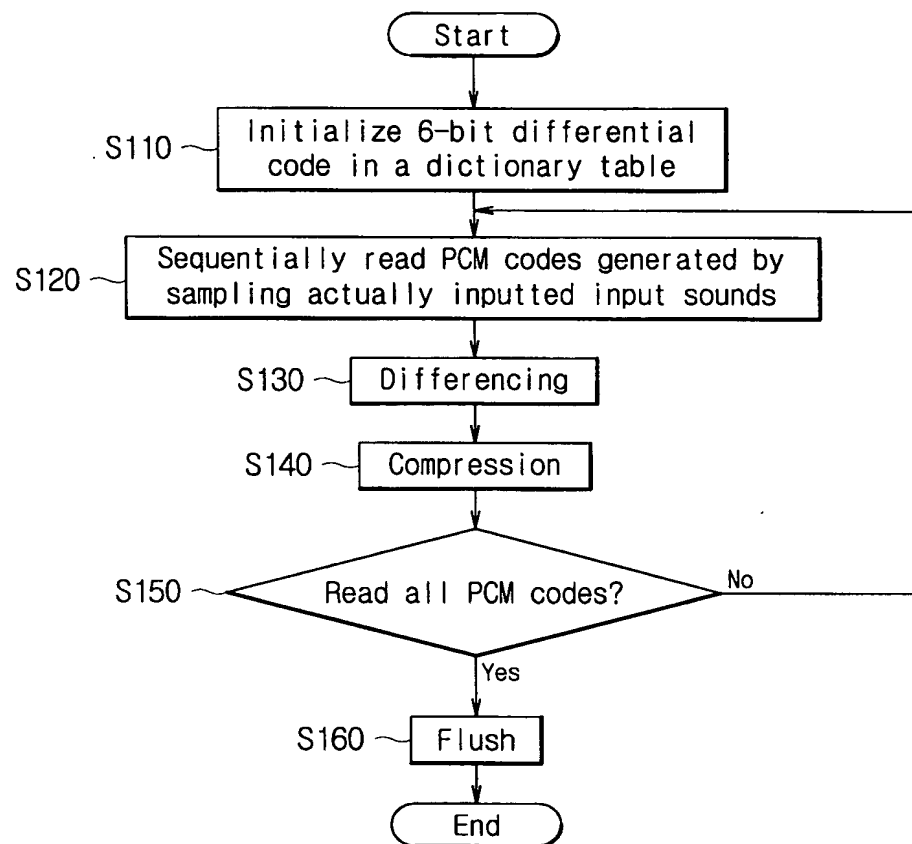 Start
S110
Initialize 6-bit differential
code in a dictionary table
S120
Sequentially read PCM codes generated by
sampling actually inputted input sounds
S130
Differencing
S140
Compression
S150
Read all PCM codes?
No
Yes
S160
Flush
End